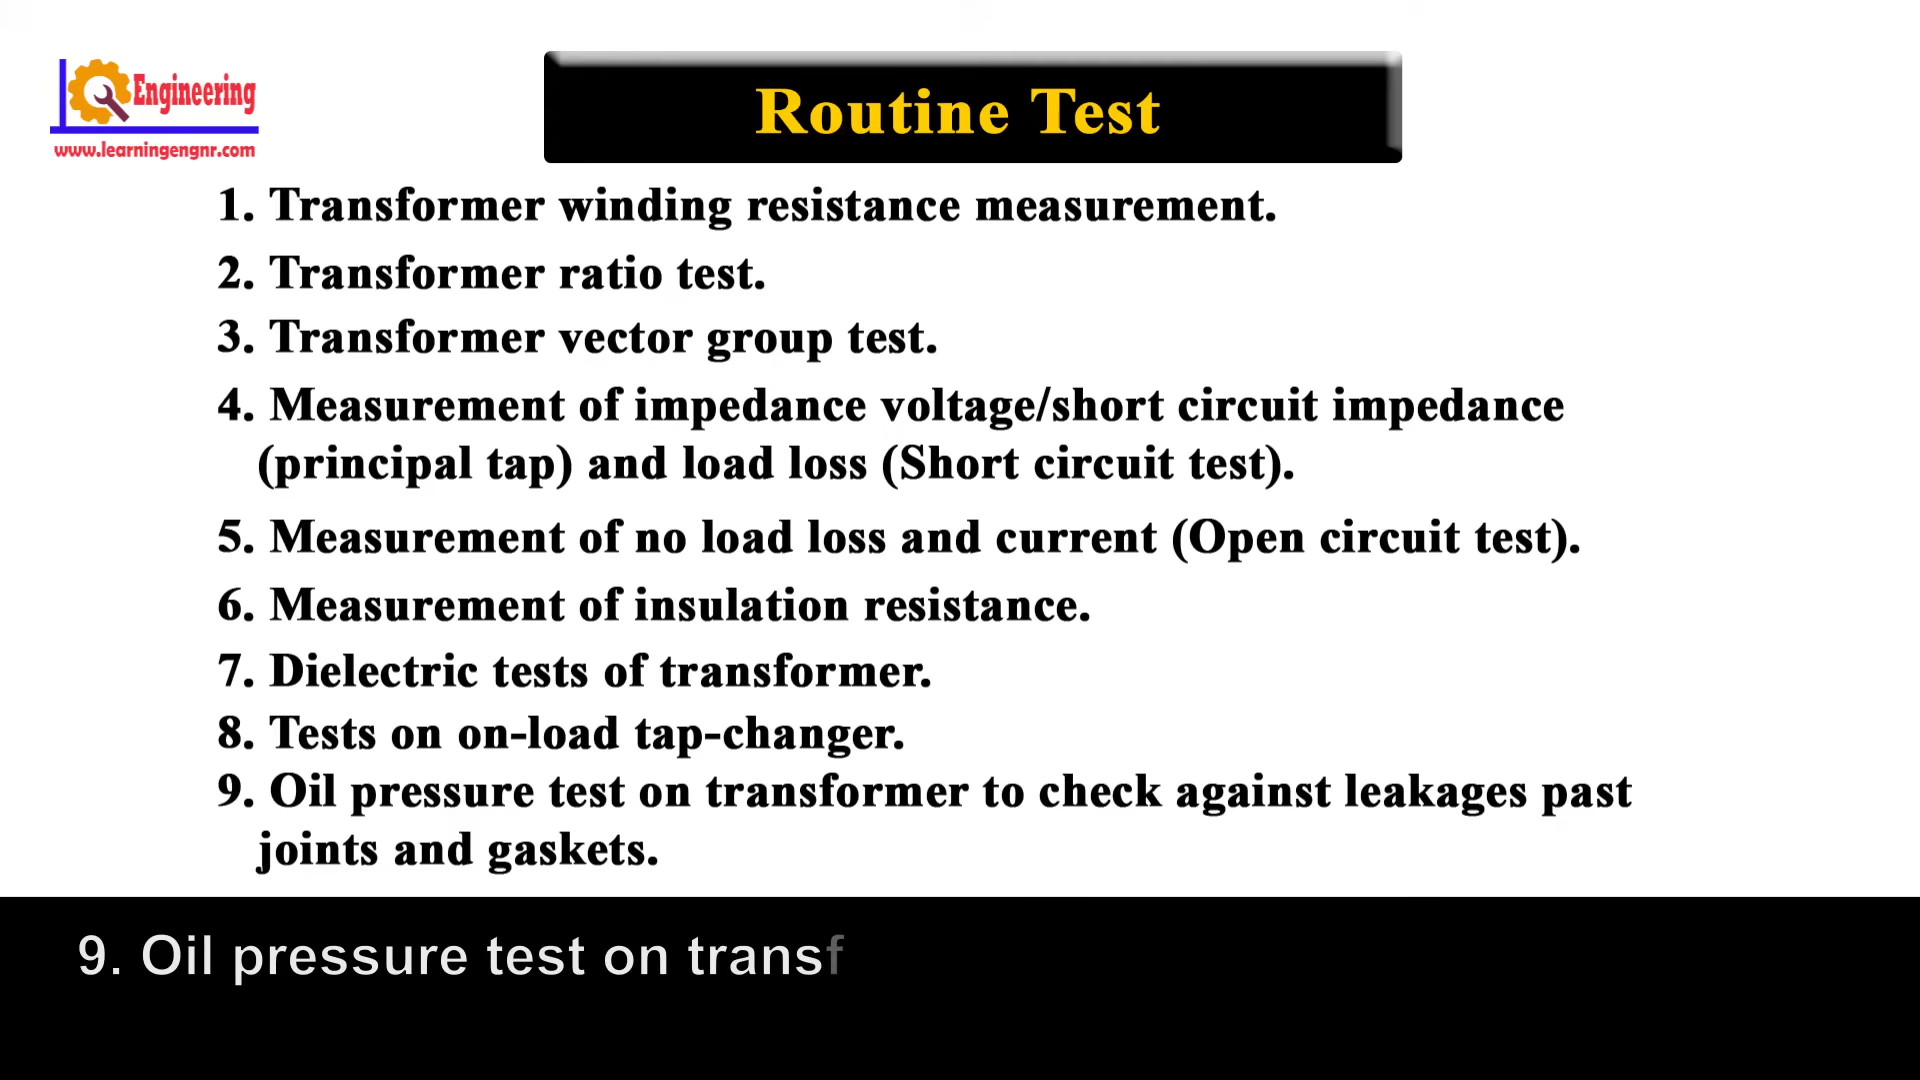 Engineering
www.learningengnr.com
Routine Test
1. Transformer winding resistance measurement.
2. Transformer ratio test.
3. Transformer vector group test.
4. Measurement of impedance voltage/short circuit impedance
(principal tap) and load loss (Short circuit test).
5. Measurement of no load loss and current (Open circuit test).
6. Measurement of insulation resistance.
7. Dielectric tests of transformer.
8. Tests on on-load tap-changer.
9. Oil pressure test on transformer to check against leakages past
joints and gaskets.
9. Oil pressure test on transf